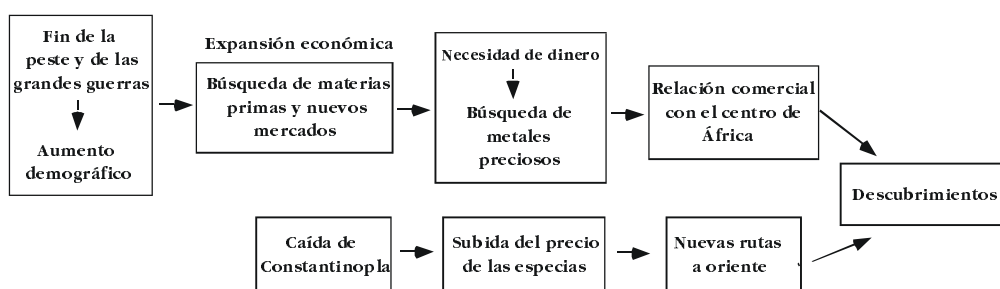 Fin de la
peste y de las
grandes guerras
Aumento
demográfico
Expansión económica
Búsqueda de materias
primas y nuevos
mercados
Necesidad de dinero
Búsqueda de
metales
preciosos
Relación comercial
con el centro de
África
Descubrimientos
Caída de
Constantinopla
Subida del precio
de las especias
Nuevas rutas
a oriente